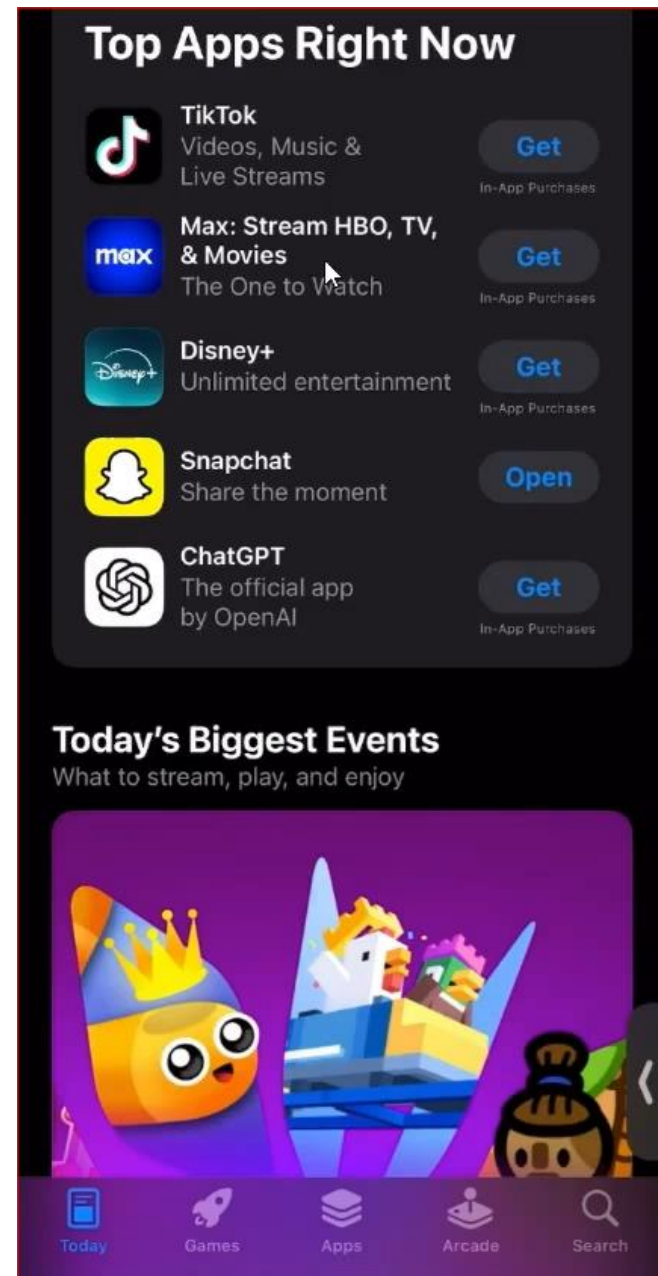 Top Apps Right Now
TikTok
Videos, Music &
Live Streams
Get
In-App Purchases
Max: Stream HBO, TV,
& Movies
The One to Watch
max
Get
In-App Purchases
Disney+
Unlimited entertainment
Disney+
Get
In-App Purchases
Snapchat
Share the moment
Open
ChatGPT
The official app
by OpenAI
Get
In-App Purchases
Today's Biggest Events
What to stream, play, and enjoy
Today
Games
Apps
Arcade
Search